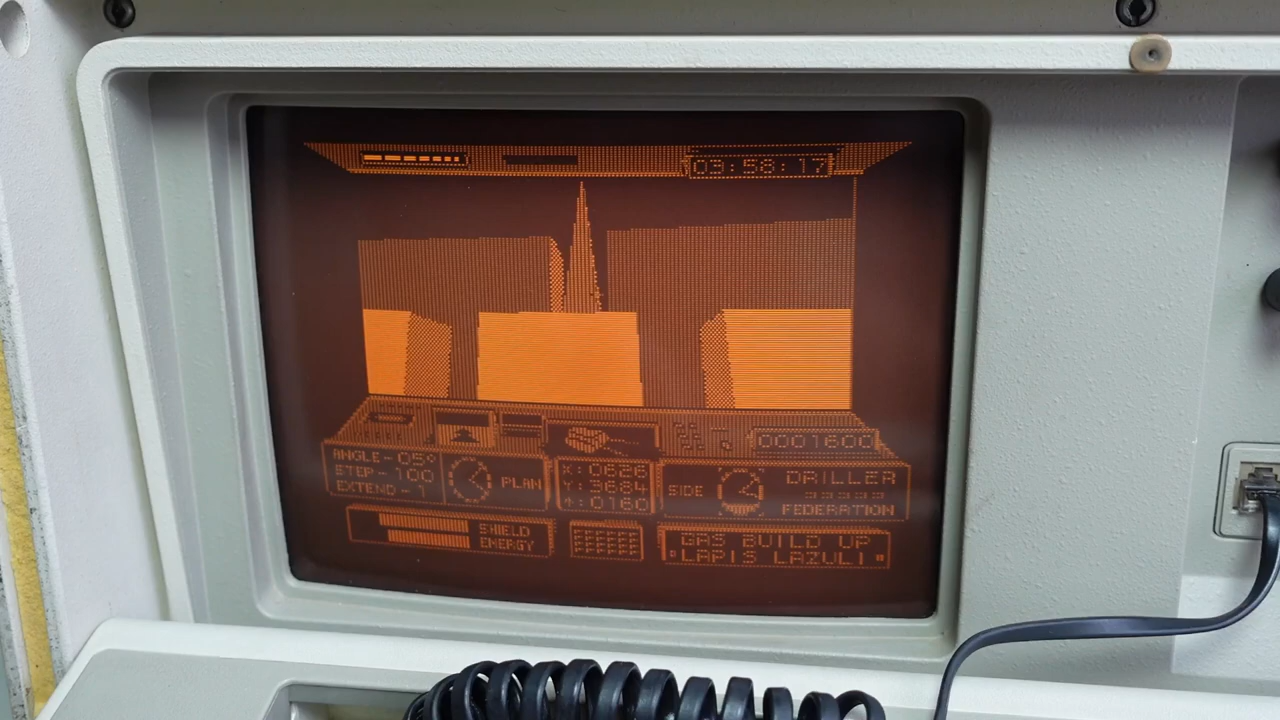 03:58:17
0001600
ANGLE-05°
STEP-100
EXTEND-1
PLAN
X:0626
Y:3684
↑:0160
SIDE
DRILLER
FEDERATION
SHIELD
ENERGY
GAS BUILD UP
LAPIS LAZULI